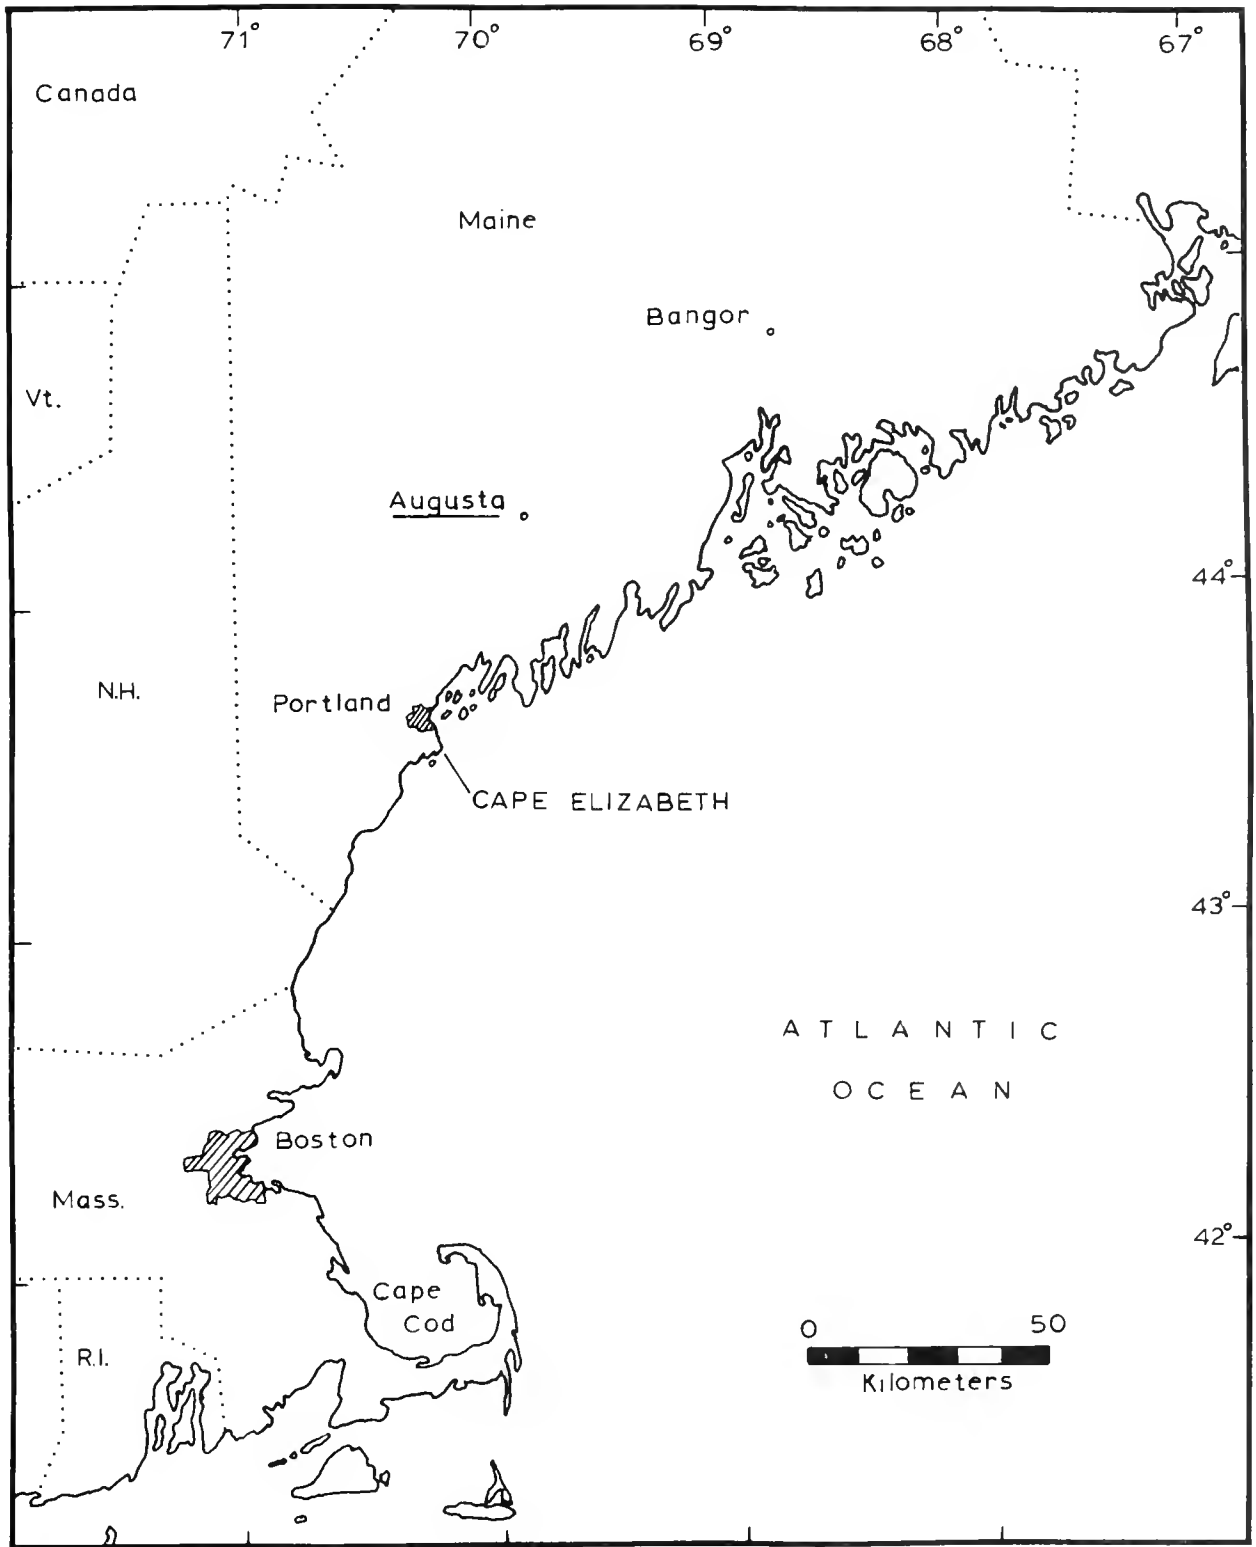 71° 70° 69° 68° 67°
Canada
Maine
Bangor
Vt.
Augusta
44°
N.H.
Portland
CAPE ELIZABETH
43°
ATLANTIC
OCEAN
Boston
Mass.
42°
Cape
Cod
0 50
R.I.
Kilometers